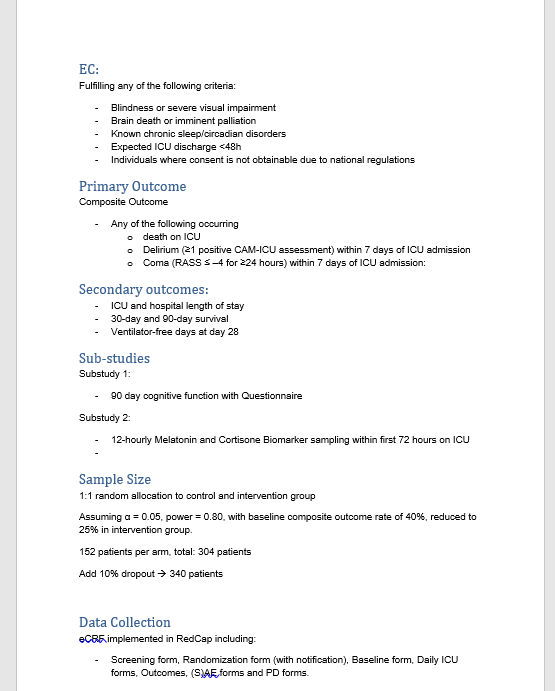 EC:
Fulfilling any of the following criteria:
- Blindness or severe visual impairment
- Brain death or imminent palliation
- Known chronic sleep/circadian disorders
- Expected ICU discharge <48h
- Individuals where consent is not obtainable due to national regulations
Primary Outcome
Composite Outcome
- Any of the following occurring
o death on ICU
o Delirium (≥1 positive CAM-ICU assessment) within 7 days of ICU admission
o Coma (RASS ≤ –4 for ≥24 hours) within 7 days of ICU admission:
Secondary outcomes:
- ICU and hospital length of stay
- 30-day and 90-day survival
- Ventilator-free days at day 28
Sub-studies
Substudy 1:
- 90 day cognitive function with Questionnaire
Substudy 2:
- 12-hourly Melatonin and Cortisone Biomarker sampling within first 72 hours on ICU
-
Sample Size
1:1 random allocation to control and intervention group
Assuming α = 0.05, power = 0.80, with baseline composite outcome rate of 40%, reduced to
25% in intervention group.
152 patients per arm, total: 304 patients
Add 10% dropout → 340 patients
Data Collection
eCRF implemented in RedCap including:
- Screening form, Randomization form (with notification), Baseline form, Daily ICU
forms, Outcomes, (S)AE forms and PD forms.